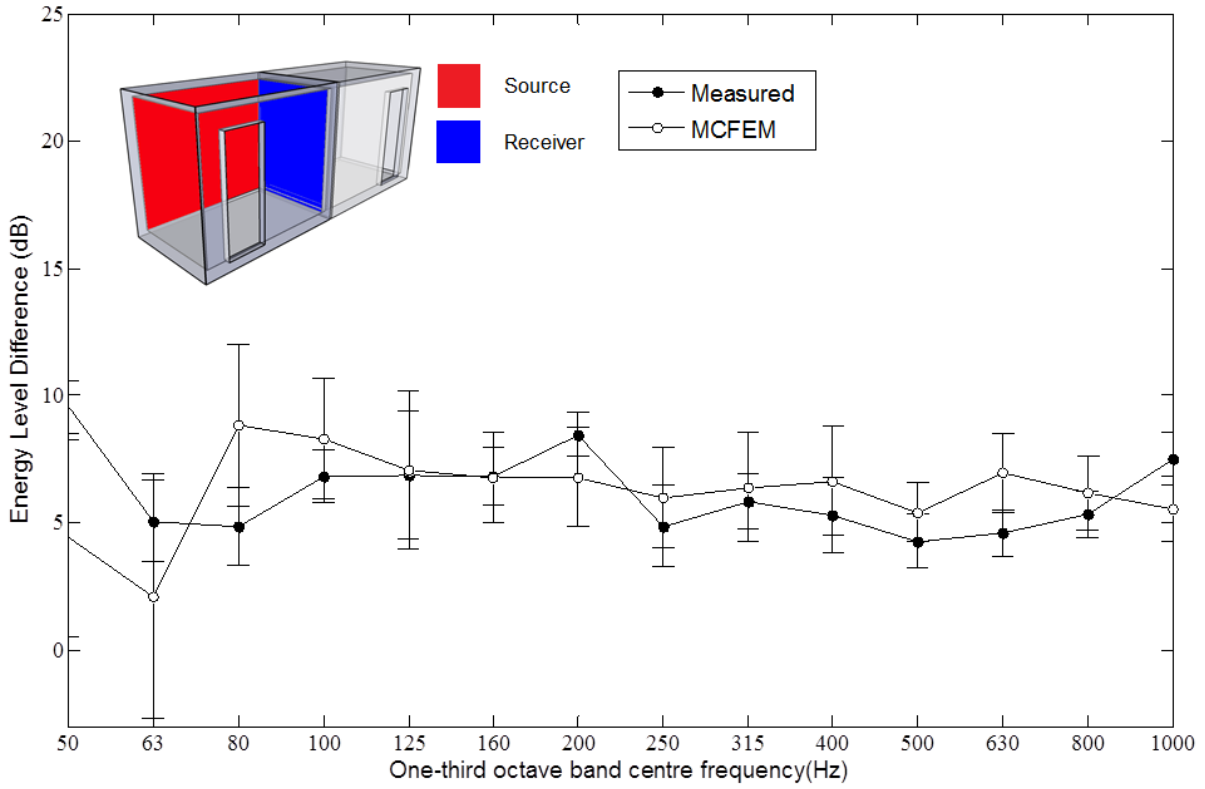 25
20
15
10
5
0
Energy Level Difference (dB)
Source
Receiver
Measured
MCFEM
50 63 80 100 125 160 200 250 315 400 500 630 800 1000
One-third octave band centre frequency(Hz)